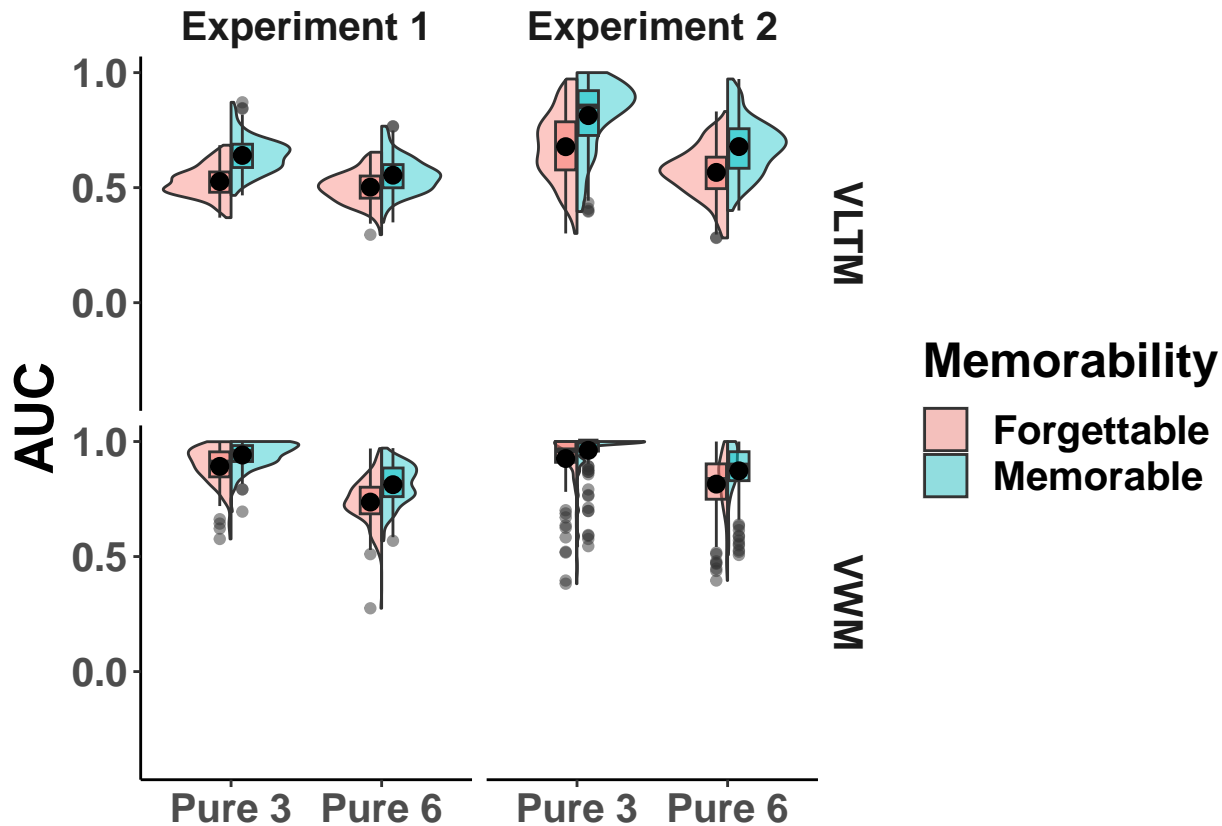 Experiment 1
Experiment 2
1.0
0.5
0.0
VLTM
AUC
1.0
0.5
0.0
VWM
Pure 3
Pure 6
Pure 3
Pure 6
Memorability
Forgettable
Memorable